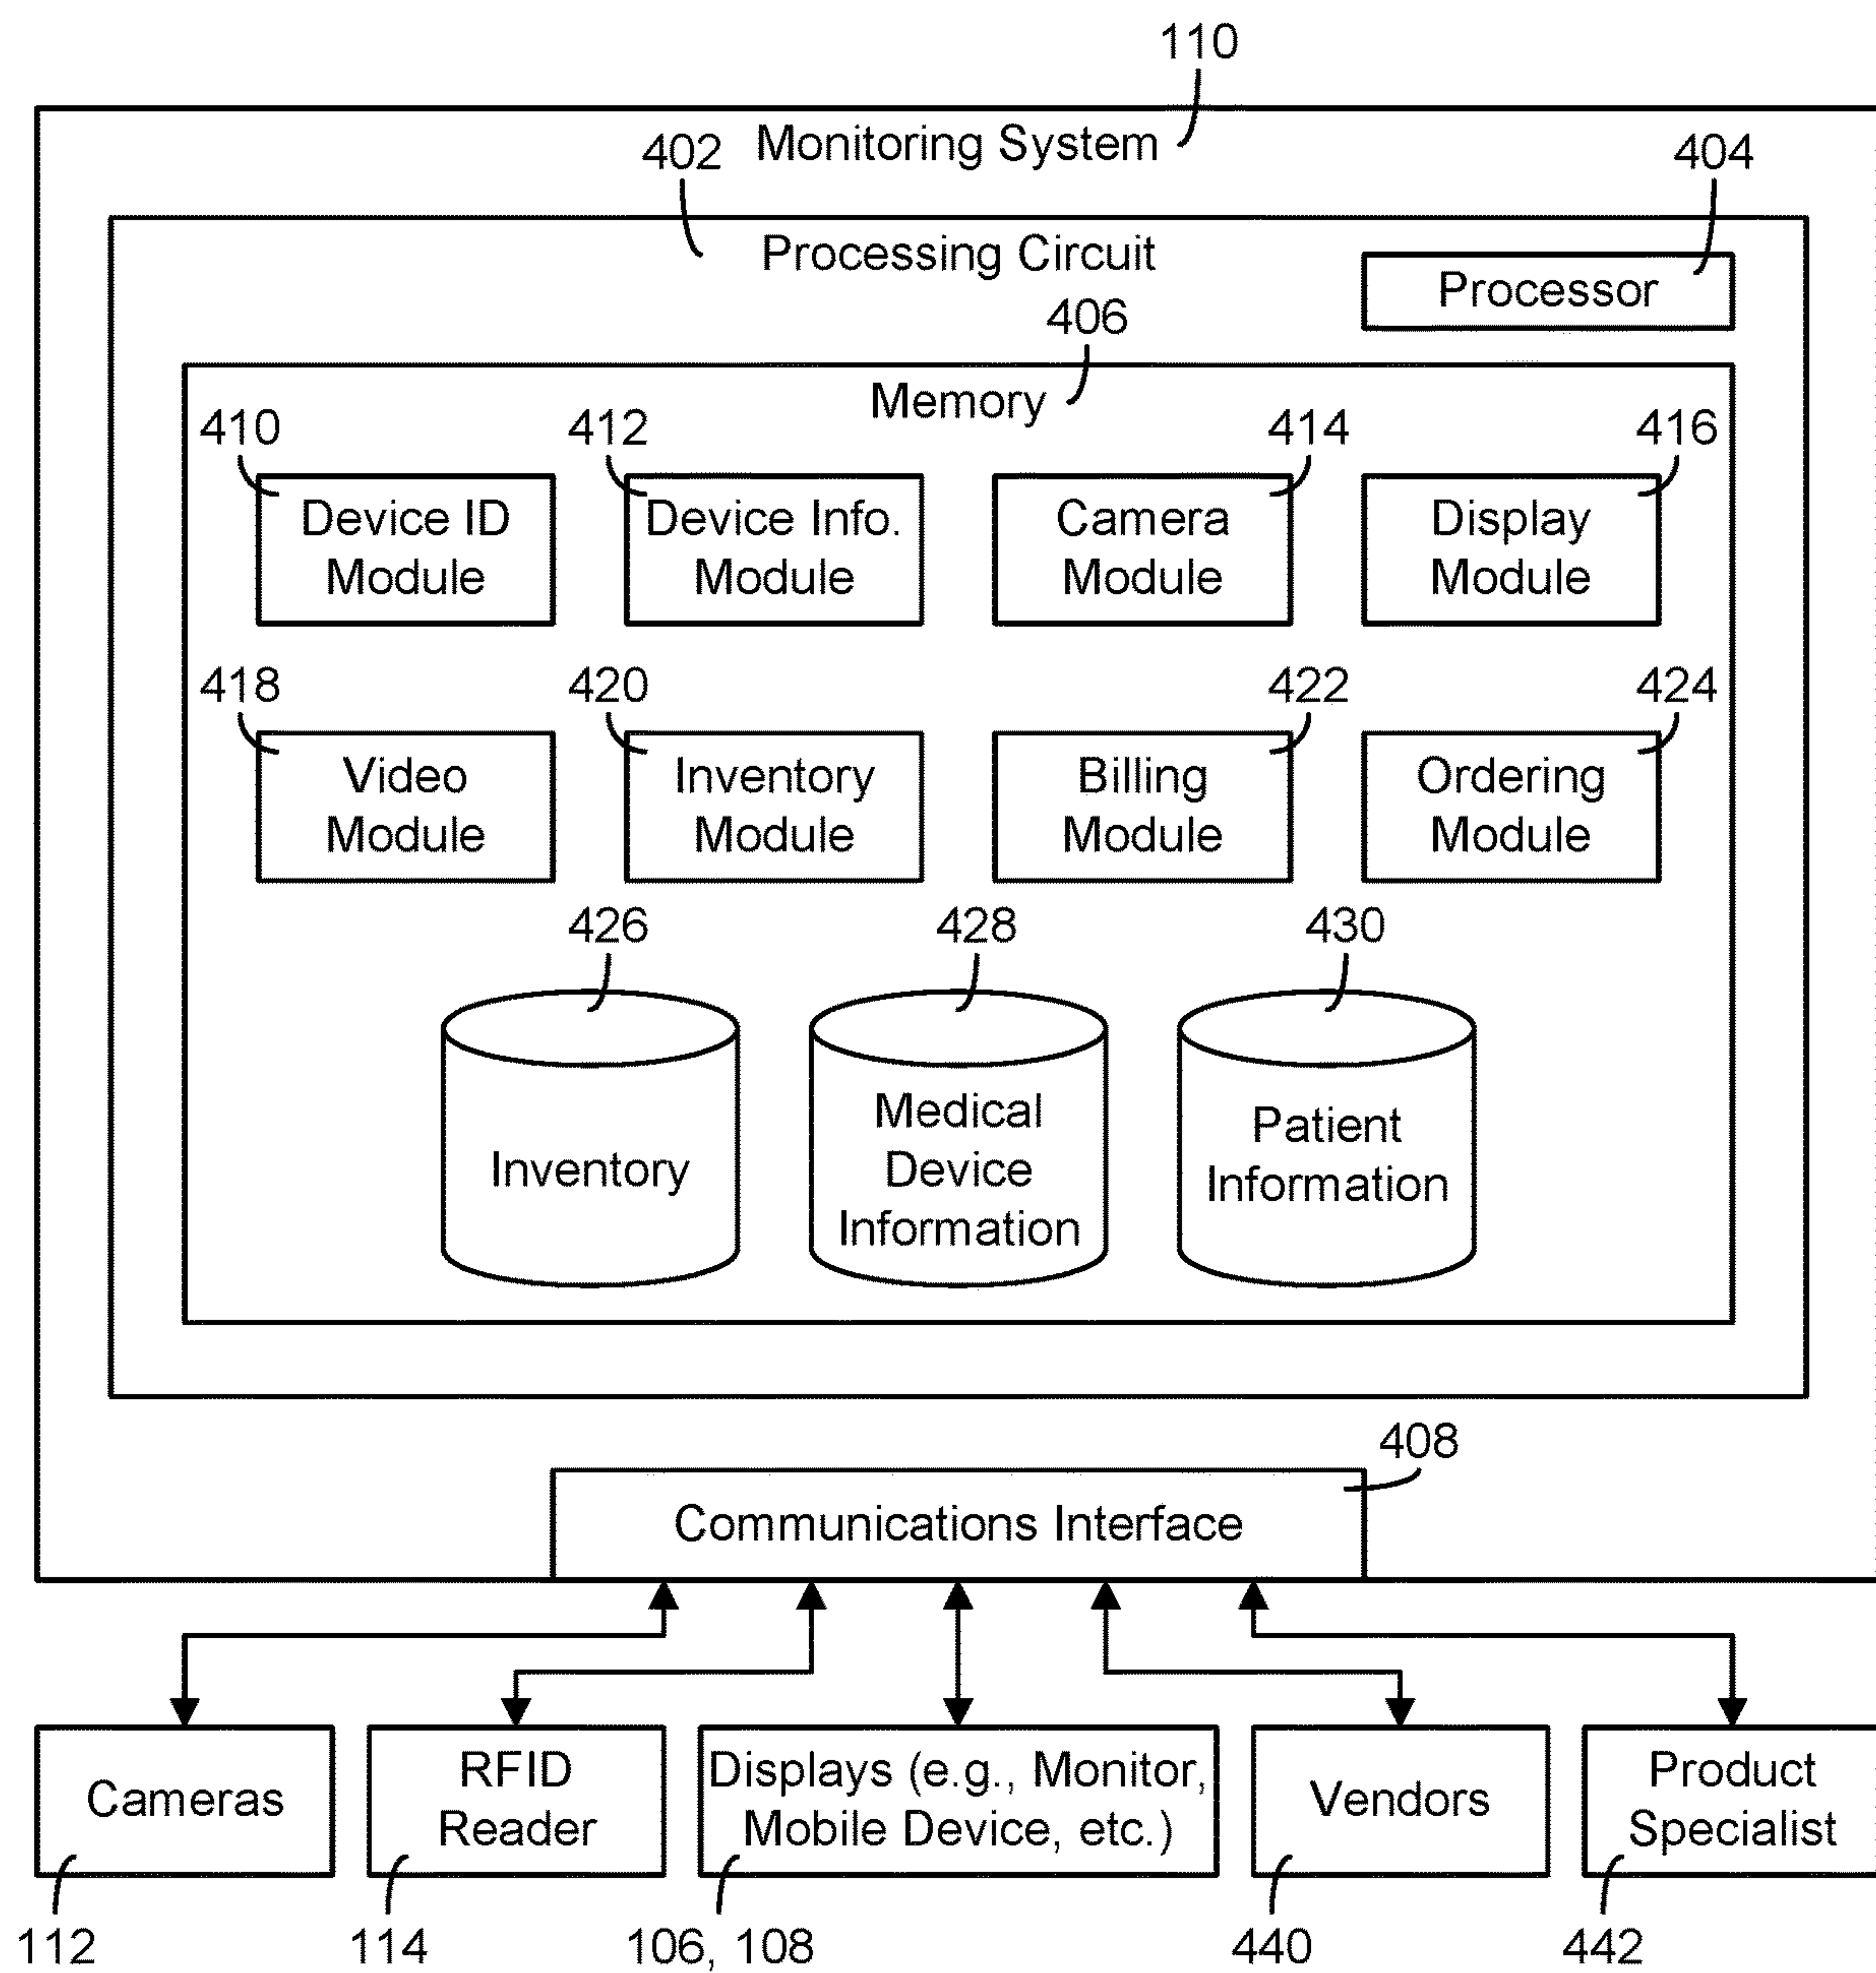 110
Monitoring System
402
404
Processing Circuit
Processor
406
Memory
410
412
414
416
Device ID
Module
Device Info.
Module
Camera
Module
Display
Module
418
420
422
424
Video
Module
Inventory
Module
Billing
Module
Ordering
Module
426
428
430
Inventory
Medical
Device
Information
Patient
Information
408
Communications Interface
Cameras
RFID
Reader
Displays (e.g., Monitor,
Mobile Device, etc.)
Vendors
Product
Specialist
112
114
106, 108
440
442